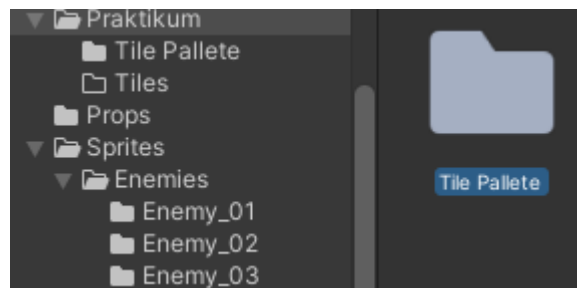 Praktikum
Tile Pallete
Tiles
Props
Sprites
Enemies
Enemy_01
Enemy_02
Enemy_03
Tile Pallete